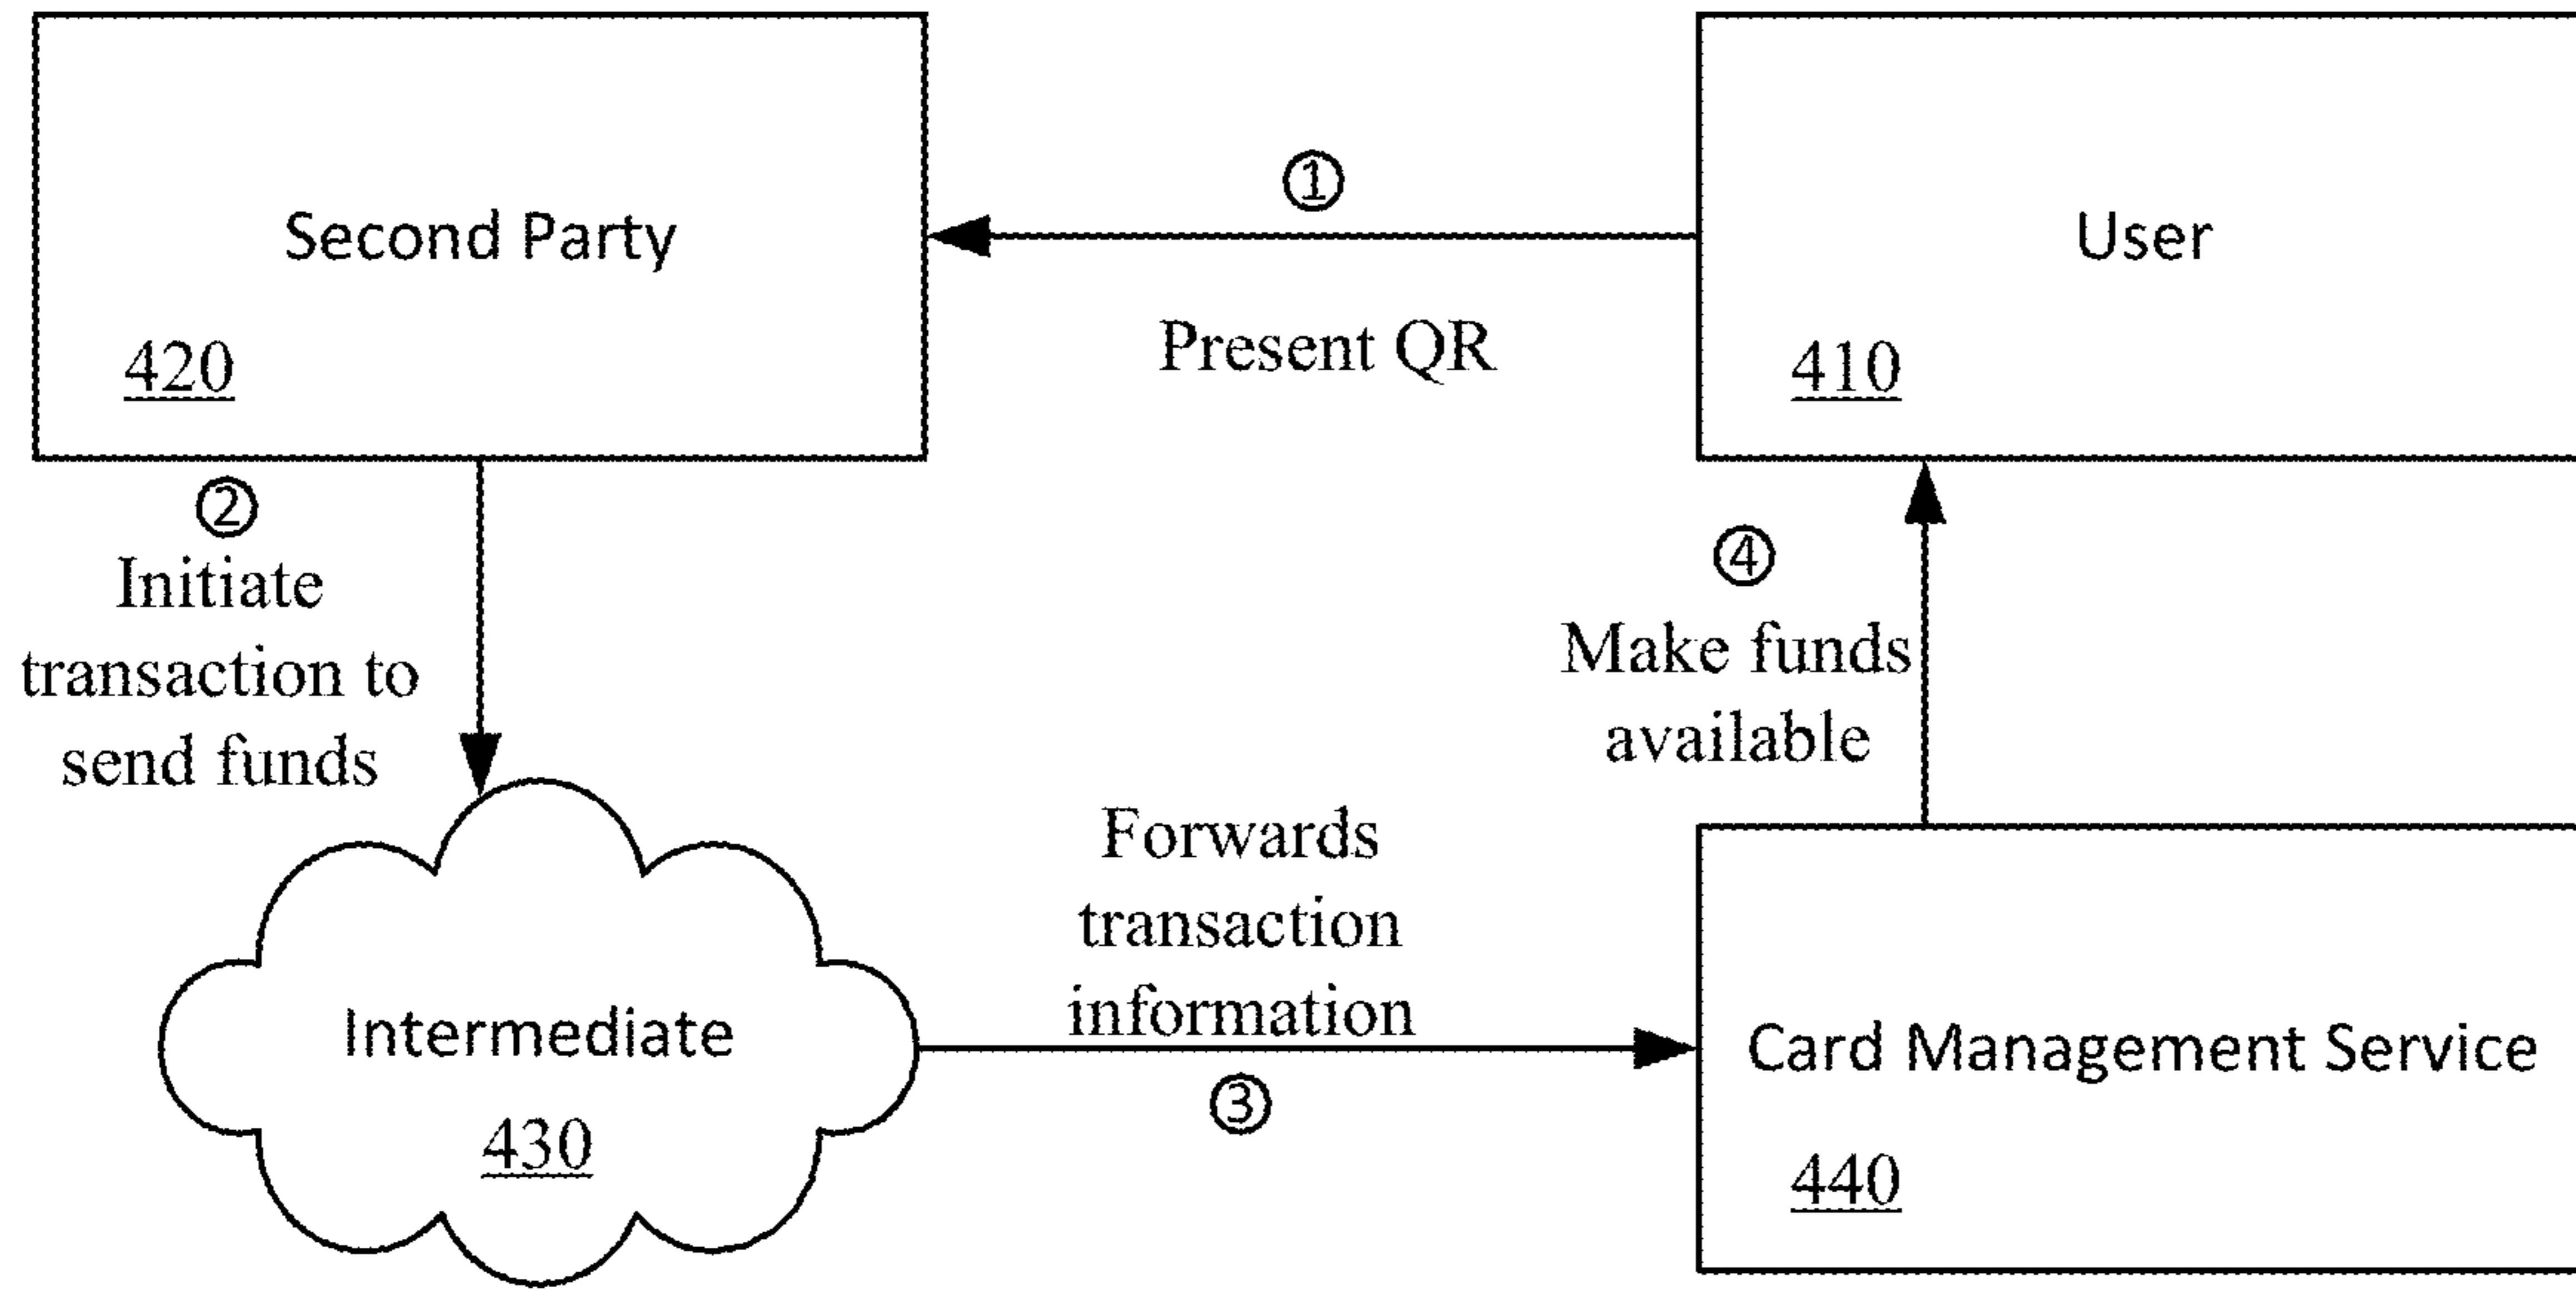 Second Party
420
①
Present QR
User
410
②
Initiate
transaction to
send funds
④
Make funds
available
Intermediate
430
Forwards
transaction
information
③
Card Management Service
440